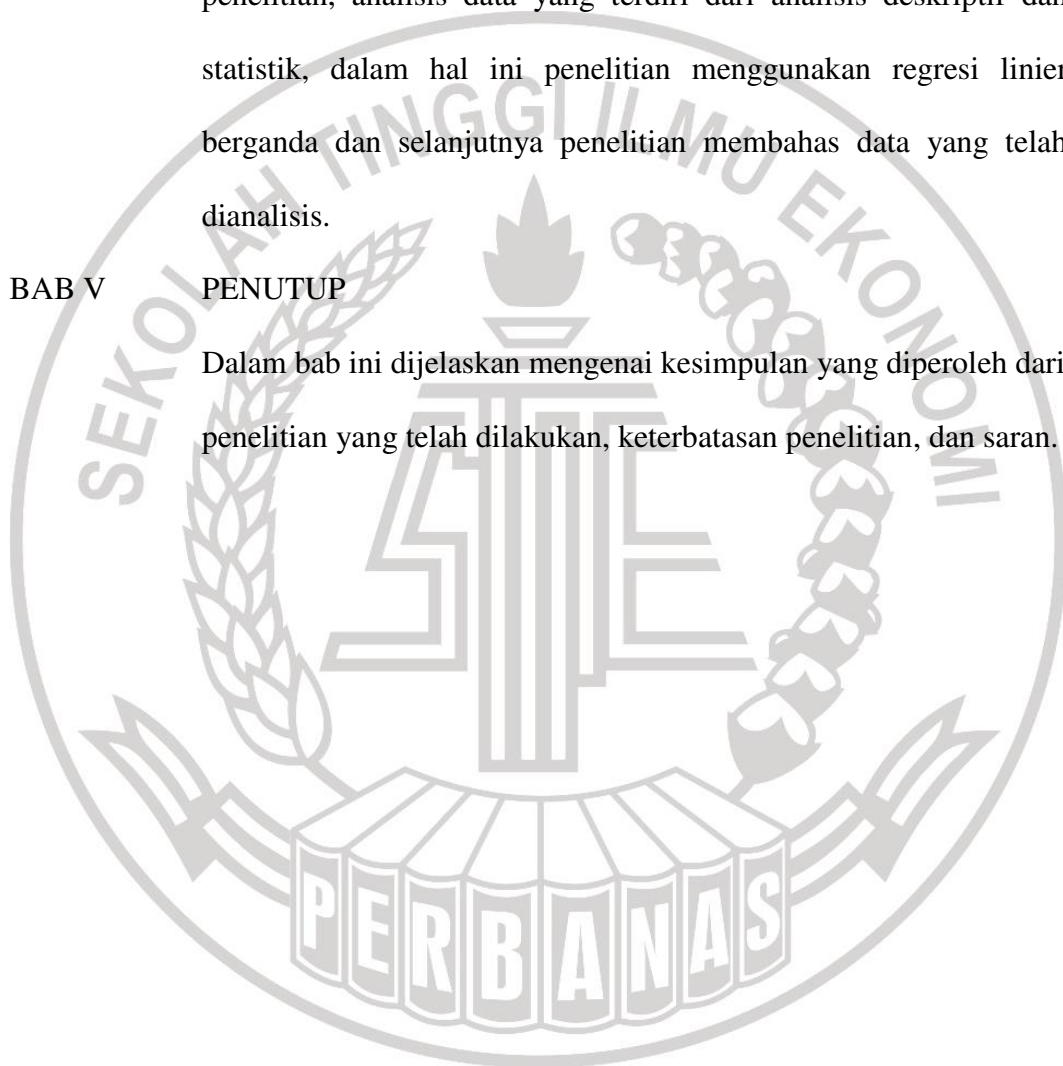 penelitian, analisis data yang terdiri dari analisis deskriptif dan
statistik, dalam hal ini penelitian menggunakan regresi linier
berganda dan selanjutnya penelitian membahas data yang telah
dianalisis.
BAB V PENUTUP
Dalam bab ini dijelaskan mengenai kesimpulan yang diperoleh dari
penelitian yang telah dilakukan, keterbatasan penelitian, dan saran.
SEKOLAH TINGGI ILMU EKONOMI
STIE
PERBANAS